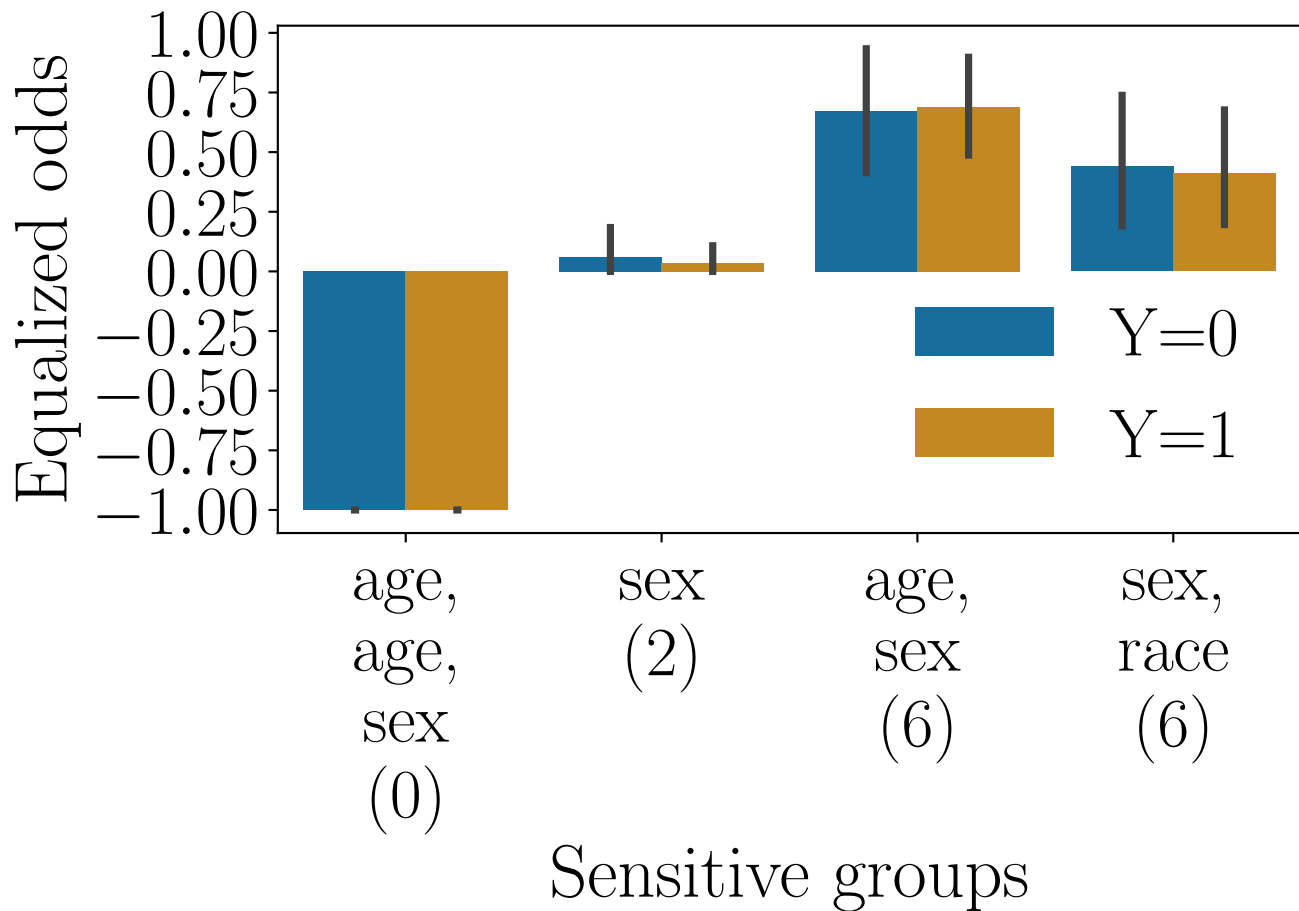 Equalized odds
1.00
0.75
0.50
0.25
0.00
−0.25
−0.50
−0.75
−1.00
Y=0
Y=1
age,
age,
sex
(0)
sex
(2)
age,
sex
(6)
sex,
race
(6)
Sensitive groups